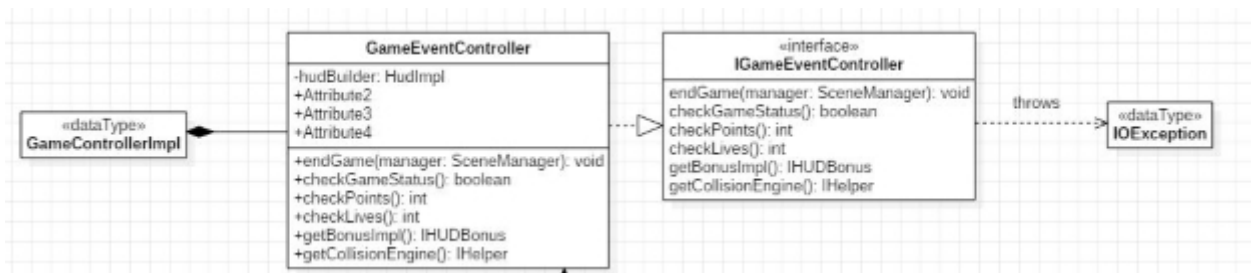 «dataType»
GameControllerImpl
GameEventController
-hudBuilder: HudImpl
+Attribute2
+Attribute3
+Attribute4
+endGame(manager: SceneManager): void
+checkGameStatus(): boolean
+checkPoints(): int
+checkLives(): int
+getBonusImpl(): IHUDBonus
+getCollisionEngine(): IHelper
«interface»
IGameEventController
endGame(manager: SceneManager): void
checkGameStatus(): boolean
checkPoints(): int
checkLives(): int
getBonusImpl(): IHUDBonus
getCollisionEngine(): IHelper
throws
«dataType»
IOException